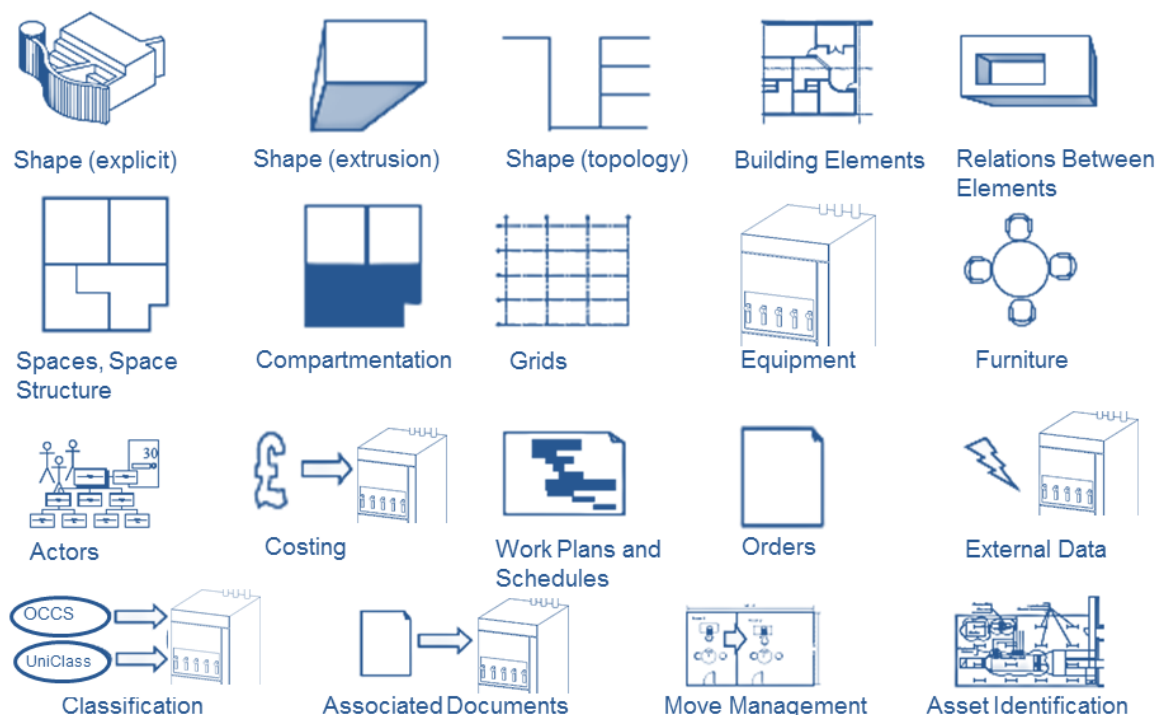 Shape (explicit)
Shape (extrusion)
Shape (topology)
Building Elements
Relations Between
Elements
Spaces, Space
Structure
Compartmentation
Grids
Equipment
Furniture
30
Actors
£
Costing
Work Plans and
Schedules
Orders
External Data
OCCS
UniClass
Classification
Associated Documents
Move Management
Asset Identification